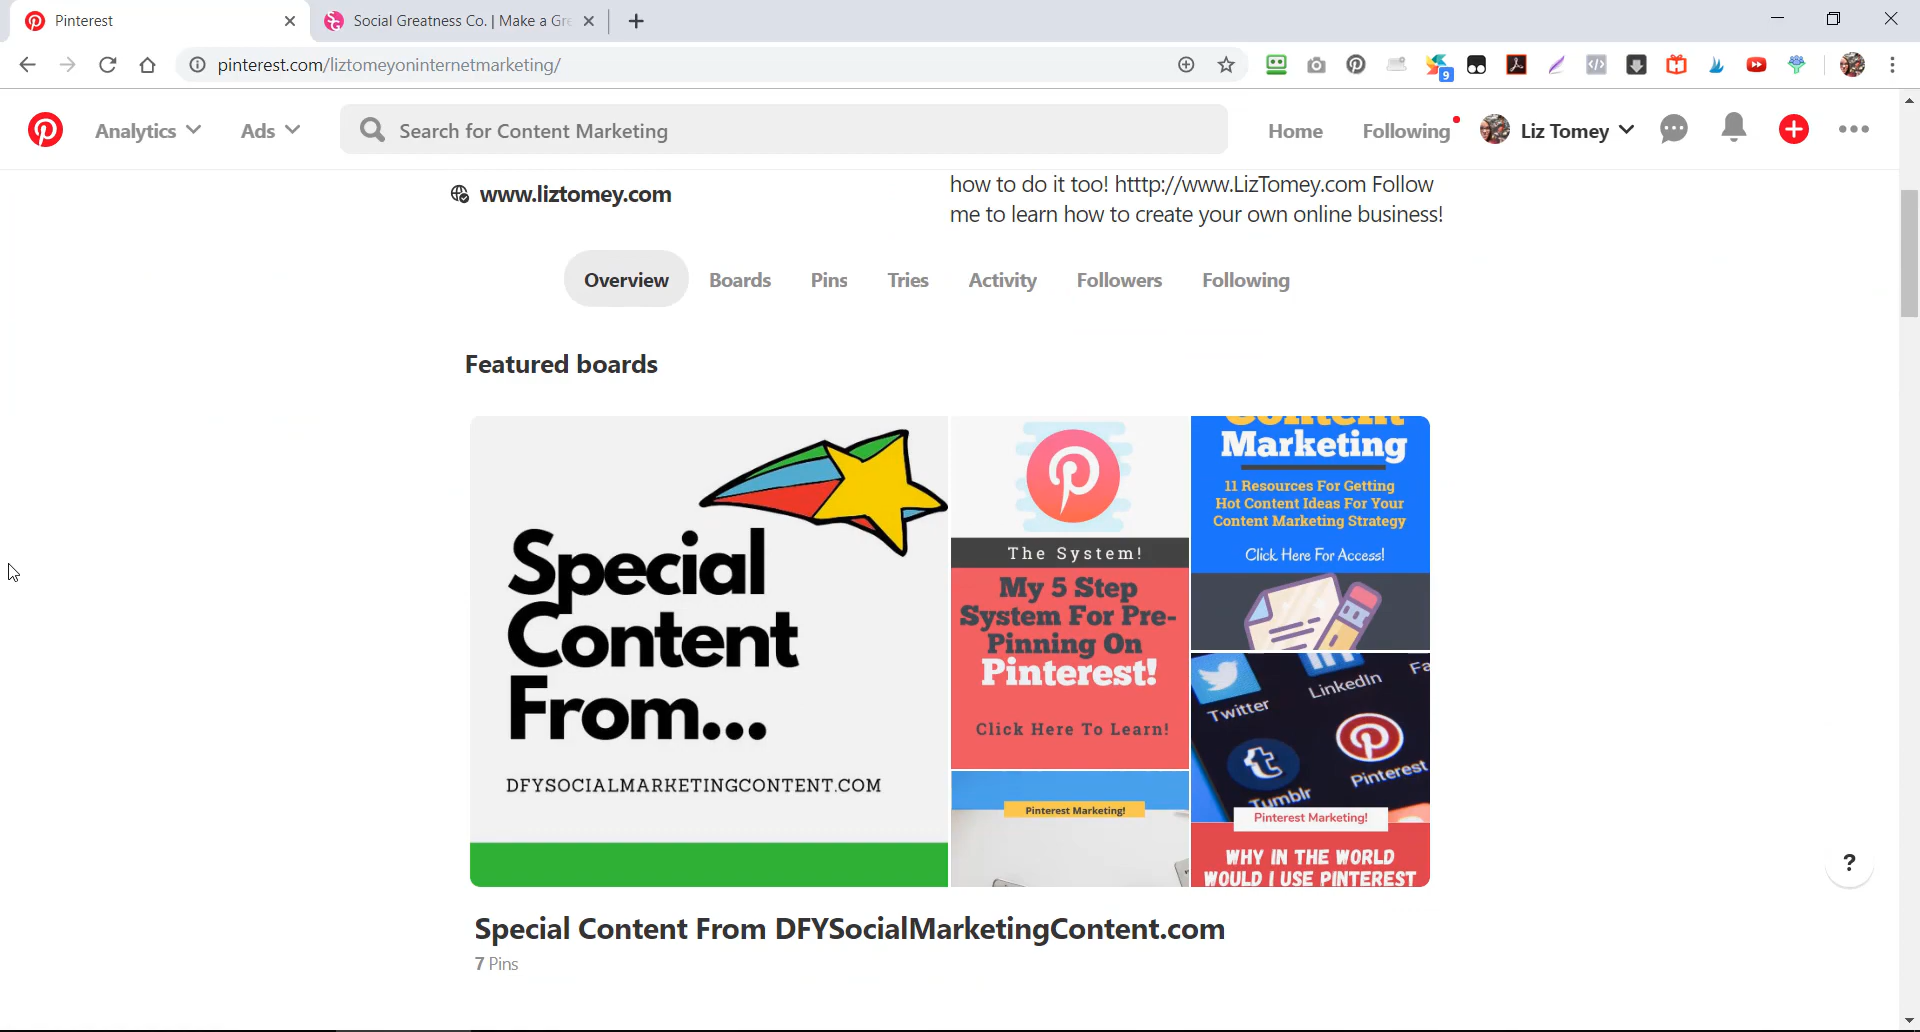 Pinterest
Social Greatness Co. | Make a Gre
pinterest.com/liztomeyoninternetmarketing/
9
Analytics
Ads
Search for Content Marketing
Home
Following
Liz Tomey
www.liztomey.com
how to do it too! htttp://www.LizTomey.com Follow
me to learn how to create your own online business!
Overview
Boards
Pins
Tries
Activity
Followers
Following
Featured boards
Special
Content
From...
DFYSOCIALMARKETINGCONTENT.COM
The System!
My 5 Step
System For Pre-
Pinning On
Pinterest!
Click Here To Learn!
Pinterest Marketing!
Content
Marketing
11 Resources For Getting
Hot Content Ideas For Your
Content Marketing Strategy
Click Here For Access!
Twitter
LinkedIn
Fa
Tumblr
Pinterest
Pinterest Marketing!
WHY IN THE WORLD
WOULD I USE PINTEREST
?
Special Content From DFYSocialMarketingContent.com
7 Pins